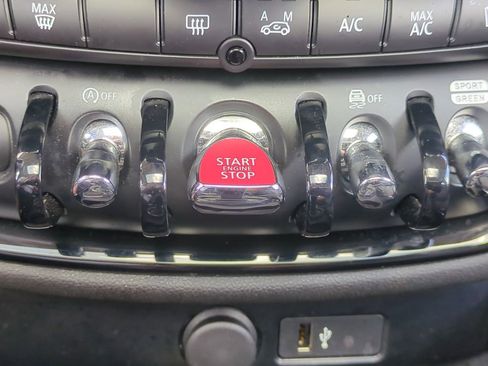 MAX
A M
A/C
MAX
A/C
A OFF
OFF
SPORT
GREEN
START
ENGINE
STOP